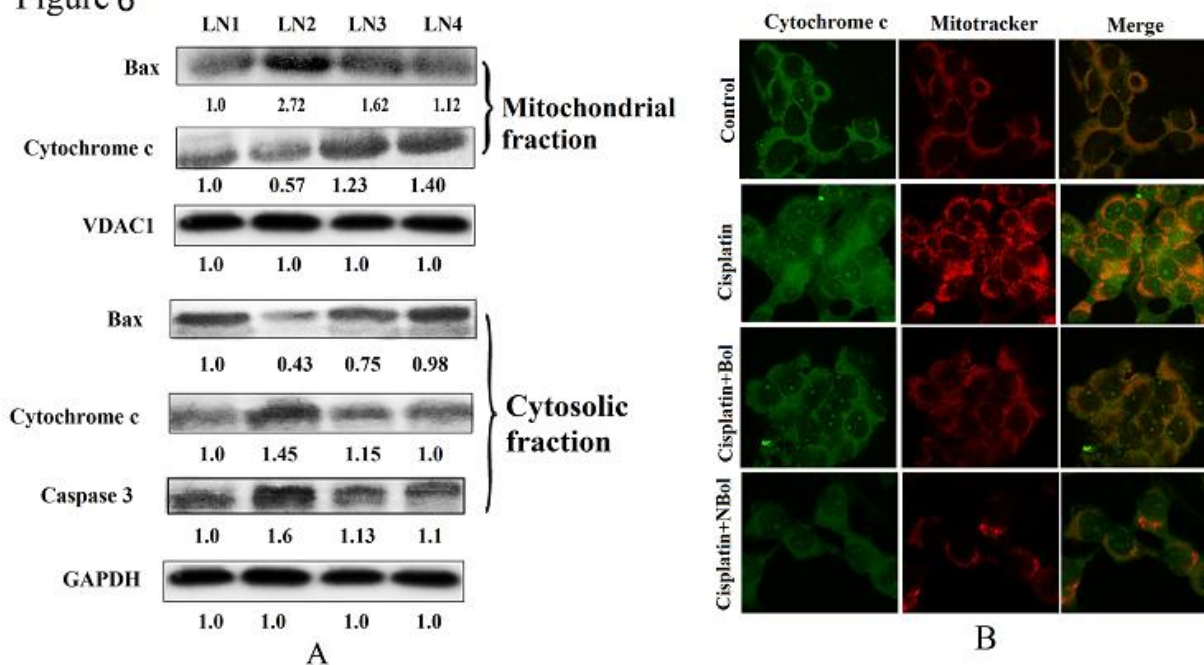 Figure 6
LN1 LN2 LN3 LN4
Bax
1.0 2.72 1.62 1.12
Cytochrome c
1.0 0.57 1.23 1.40
Mitochondrial
fraction
VDAC1
1.0 1.0 1.0 1.0
Bax
1.0 0.43 0.75 0.98
Cytochrome c
1.0 1.45 1.15 1.0
Cytosolic
fraction
Caspase 3
1.0 1.6 1.13 1.1
GAPDH
1.0 1.0 1.0 1.0
A
Cytochrome c Mitotracker Merge
Control
Cisplatin
Cisplatin+Bol
Cisplatin+NBol
B